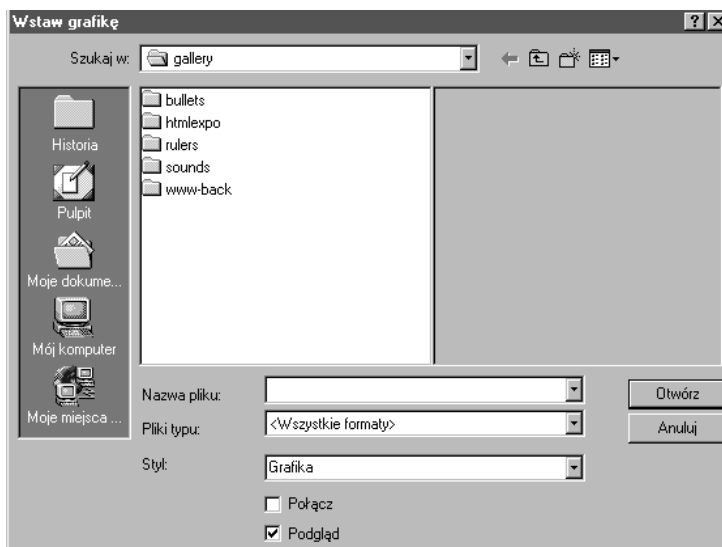 Wstaw grafikę
Szukaj w: gallery
Historia
Pulpit
Moje dokume...
Mój komputer
Moje miejsca ...
bullets
htmlexpo
rulers
sounds
www-back
Nazwa pliku:
Pliki typu: <Wszystkie formaty>
Styl: Grafika
Połącz
Podgląd
Otwórz
Anuluj